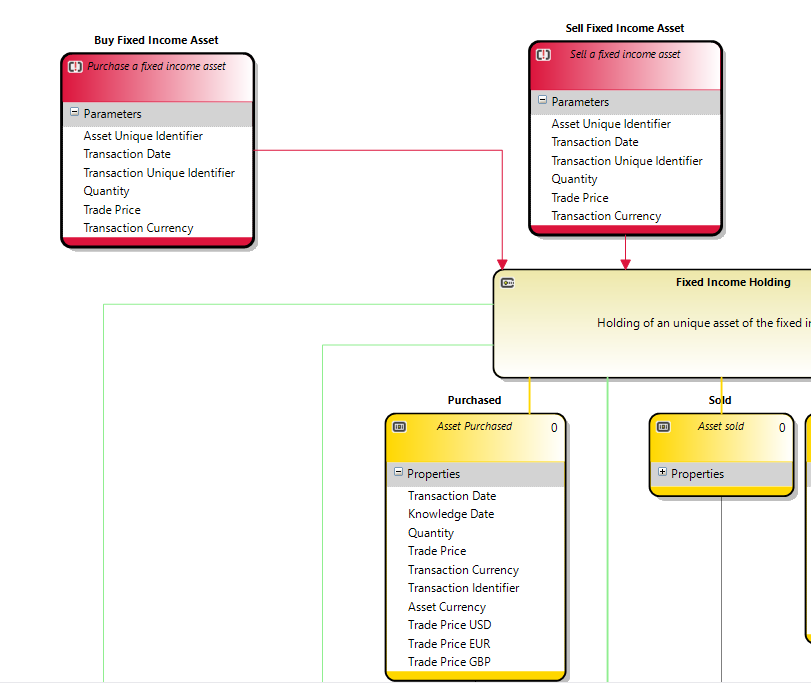 Buy Fixed Income Asset
Purchase a fixed income asset
Parameters
Asset Unique Identifier
Transaction Date
Transaction Unique Identifier
Quantity
Trade Price
Transaction Currency
Sell Fixed Income Asset
Sell a fixed income asset
Parameters
Asset Unique Identifier
Transaction Date
Transaction Unique Identifier
Quantity
Trade Price
Transaction Currency
Fixed Income Holding
Holding of an unique asset of the fixed
Purchased
Asset Purchased 0
Properties
Transaction Date
Knowledge Date
Quantity
Trade Price
Transaction Currency
Transaction Identifier
Asset Currency
Trade Price USD
Trade Price EUR
Trade Price GBP
Sold
Asset sold 0
Properties